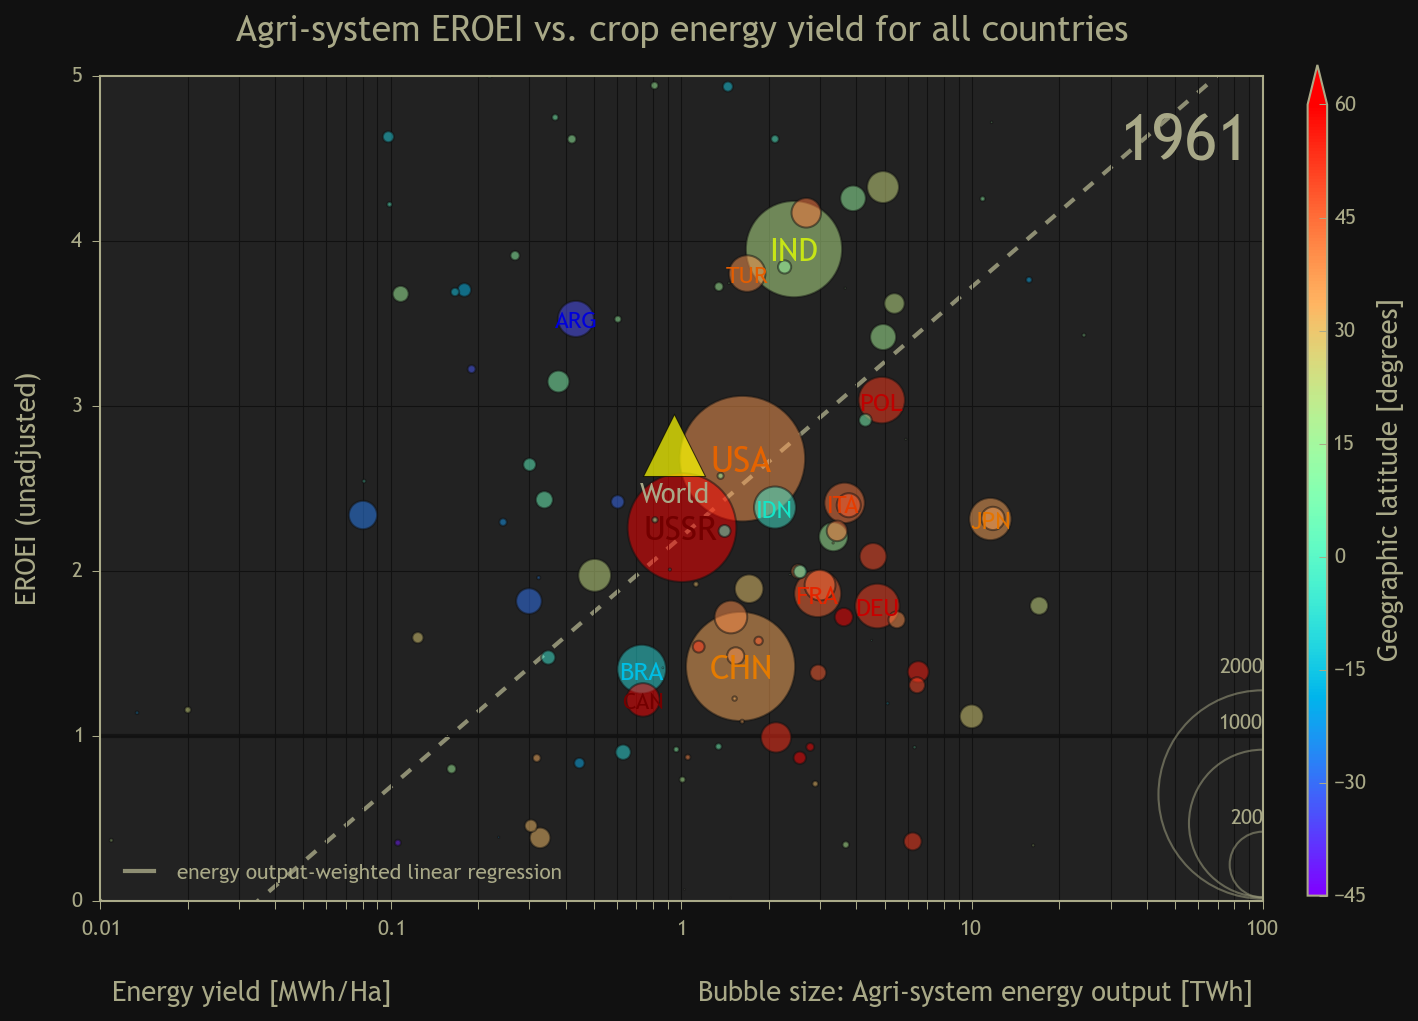 Agri-system EROEI vs. crop energy yield for all countries
1961
5
4
3
2
1
0
EROEI (unadjusted)
IND
TUR
ARG
POL
USA
World
IDN
ITA
JPN
USSR
FRA
DEU
CHN
BRA
CAN
2000
1000
200
energy output-weighted linear regression
0.01
0.1
1
10
100
Energy yield [MWh/Ha]
Bubble size: Agri-system energy output [TWh]
60
45
30
15
0
−15
−30
−45
Geographic latitude [degrees]